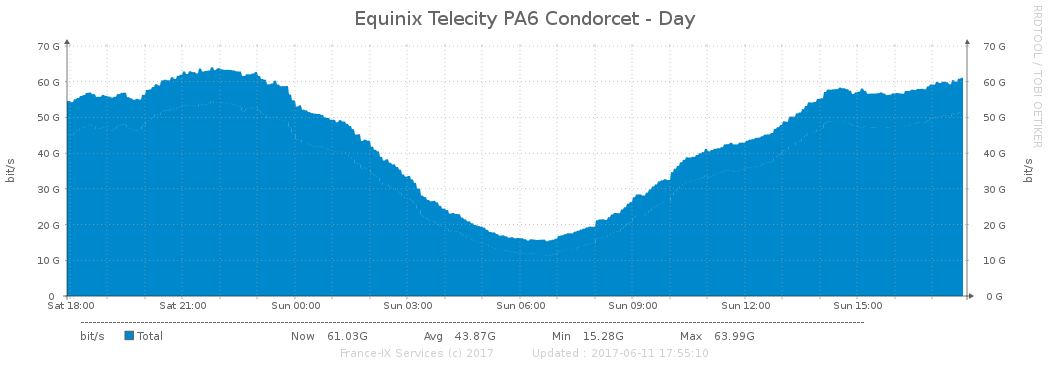 Equinix Telecity PA6 Condorcet - Day
RRDTOOL / TOBI OETIKER
bit/s
70 G
60 G
50 G
40 G
30 G
20 G
10 G
0
70 G
60 G
50 G
40 G
30 G
20 G
10 G
0 G
bit/s
Sat 18:00 Sat 21:00 Sun 00:00 Sun 03:00 Sun 06:00 Sun 09:00 Sun 12:00 Sun 15:00
bit/s Total Now 61.03G Avg 43.87G Min 15.28G Max 63.99G
France-IX Services (c) 2017 Updated : 2017-06-11 17:55:10